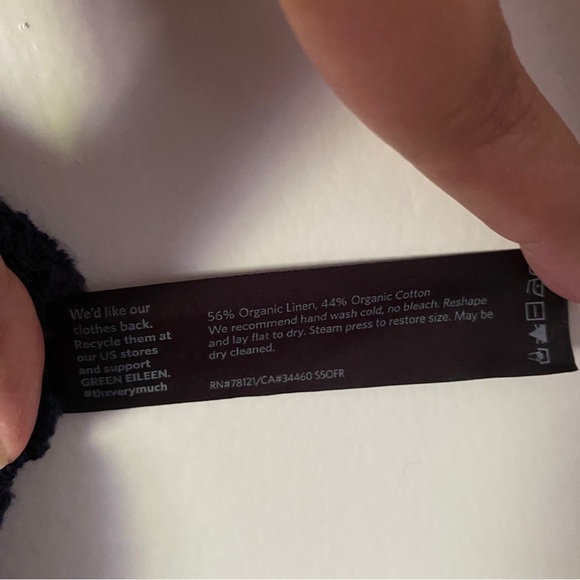 We'd like our
clothes back.
Recycle them at
our US stores
and support
GREEN EILEEN.
#thxverymuch
56% Organic Linen, 44% Organic Cotton
We recommend hand wash cold, no bleach. Reshape
and lay flat to dry. Steam press to restore size. May be
dry cleaned.
RN#78121/CA#34460 S5OFR